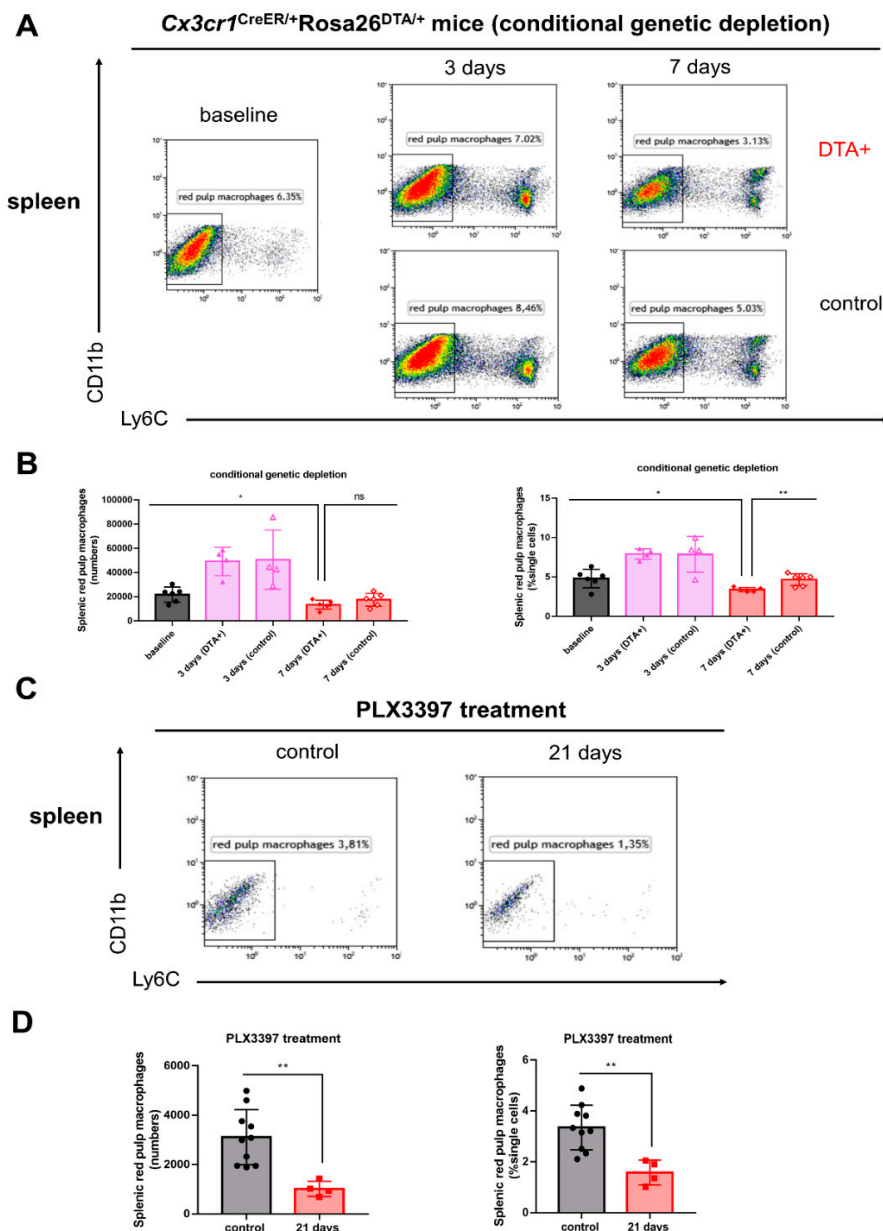 A
Cx3cr1CreER/+Rosa26DTA/+ mice (conditional genetic depletion)
3 days
7 days
baseline
DTA+
spleen
control
red pulp macrophages 7.02%
red pulp macrophages 3.13%
red pulp macrophages 6.35%
red pulp macrophages 8,46%
red pulp macrophages 5.03%
CD11b
Ly6C
B
conditional genetic depletion
Splenic red pulp macrophages
(numbers)
100000
80000
60000
40000
20000
0
*
ns
baseline
3 days (DTA+)
3 days (control)
7 days (DTA+)
7 days (control)
conditional genetic depletion
Splenic red pulp macrophages
(%single cells)
15
10
5
0
*
**
baseline
3 days (DTA+)
3 days (control)
7 days (DTA+)
7 days (control)
C
PLX3397 treatment
control
21 days
spleen
red pulp macrophages 3,81%
red pulp macrophages 1,35%
CD11b
Ly6C
D
PLX3397 treatment
Splenic red pulp macrophages
(numbers)
6000
4000
2000
0
**
control
21 days
PLX3397 treatment
Splenic red pulp macrophages
(%single cells)
6
4
2
0
**
control
21 days